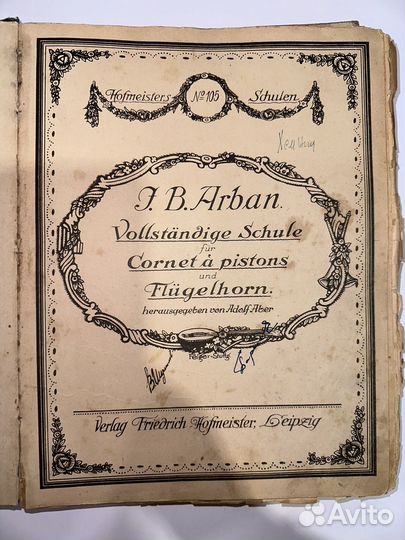 Hofmeisters No 105 Schulen
J. B. Arban.
Vollständige Schule
für
Cornet à pistons
und
Flügelhorn.
herausgegeben von Adolf Aber
Verlag Friedrich Hofmeister, Leipzig
Avito